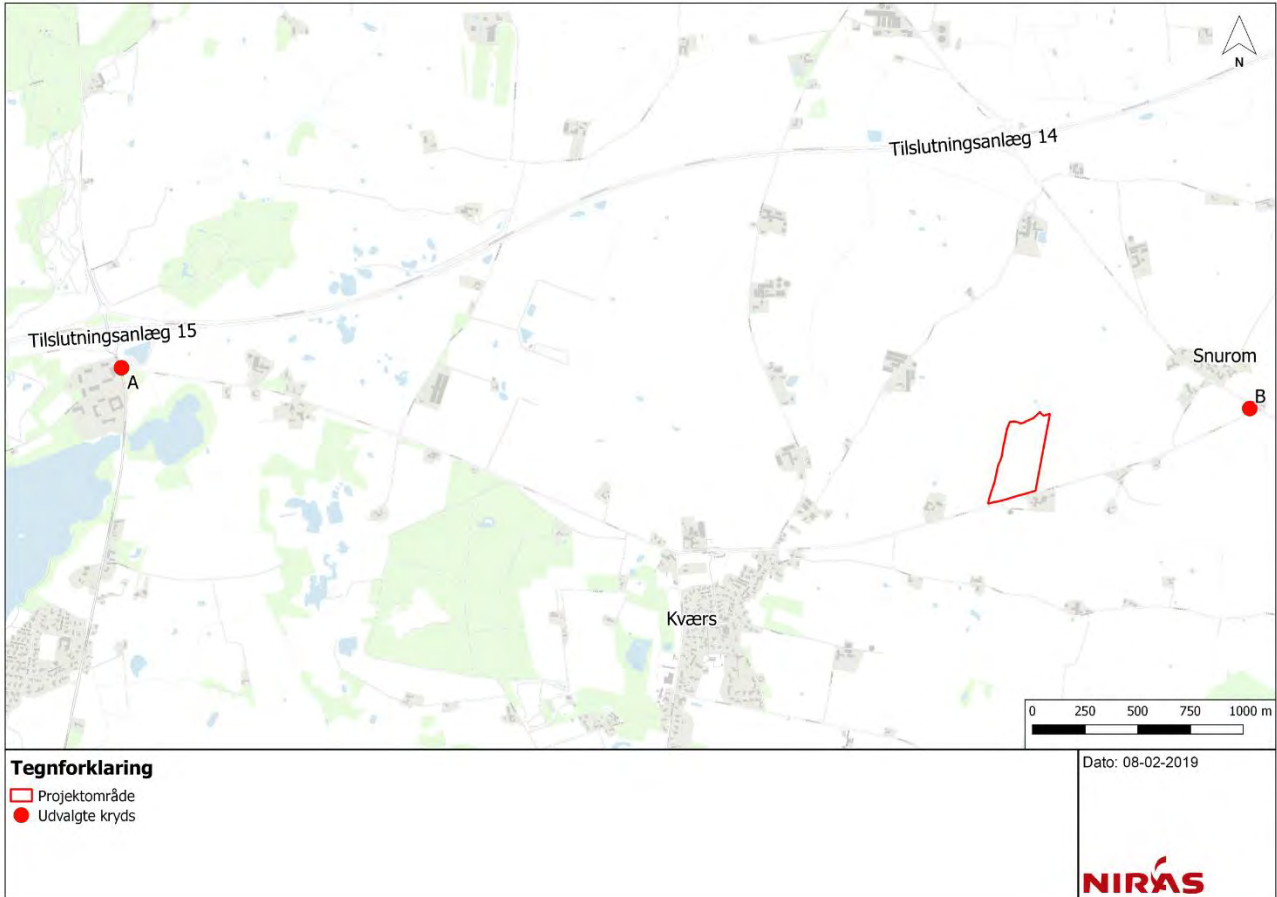 N
Tilslutningsanlæg 14
Tilslutningsanlæg 15
A
Snurom
B
Kværs
0 250 500 750 1000 m
Tegnforklaring
Projektområde
Udvalgte kryds
Dato: 08-02-2019
NIRAS